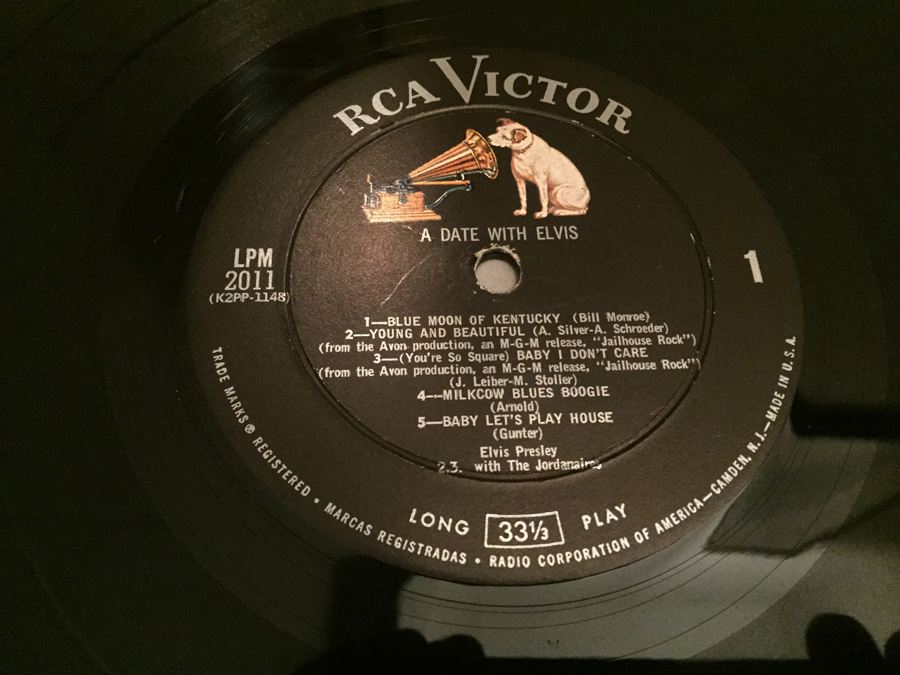 RCA VICTOR
A DATE WITH ELVIS
LPM
2011
(K2PP-1148)
1
1—BLUE MOON OF KENTUCKY (Bill Monroe)
2—YOUNG AND BEAUTIFUL (A. Silver-A. Schroeder)
(from the Avon production, an M-G-M release, "Jailhouse Rock")
3—(You're So Square) BABY I DON'T CARE
(from the Avon production, an M-G-M release, "Jailhouse Rock")
(J. Leiber-M. Stoller)
4—MILKCOW BLUES BOOGIE
(Arnold)
5—BABY LET'S PLAY HOUSE
(Gunter)
Elvis Presley
2.3. with The Jordanaires
LONG 33⅓ PLAY
TRADE MARKS ® REGISTERED • MARCAS REGISTRADAS • RADIO CORPORATION OF AMERICA—CAMDEN, N. J.—MADE IN U.S.A.